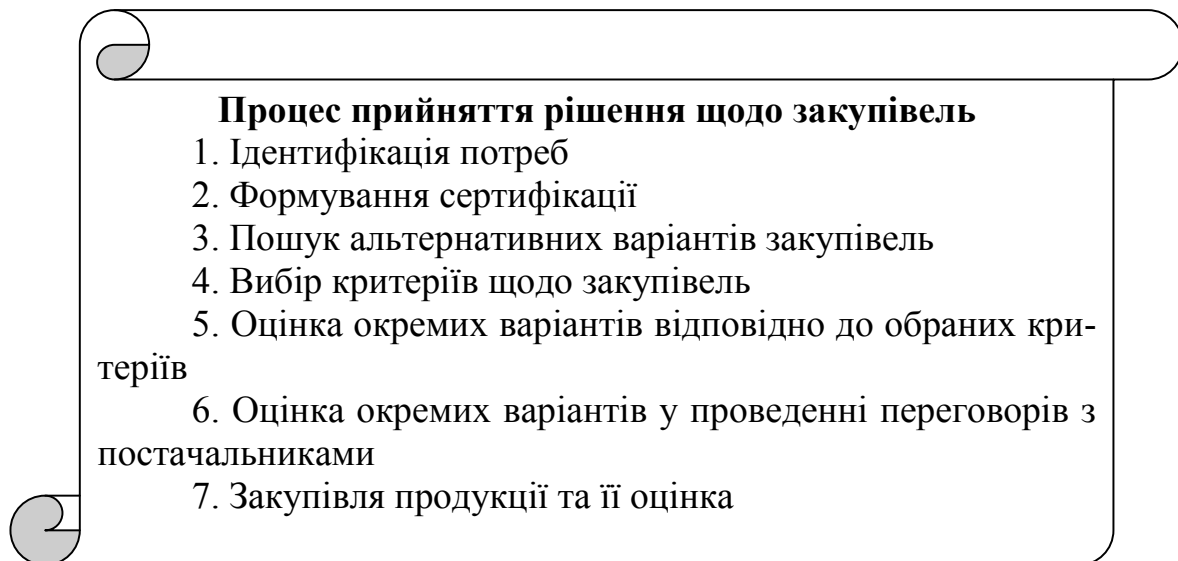 Процес прийняття рішення щодо закупівель
1. Ідентифікація потреб
2. Формування сертифікації
3. Пошук альтернативних варіантів закупівель
4. Вибір критеріїв щодо закупівель
5. Оцінка окремих варіантів відповідно до обраних кри-
теріїв
6. Оцінка окремих варіантів у проведенні переговорів з
постачальниками
7. Закупівля продукції та її оцінка